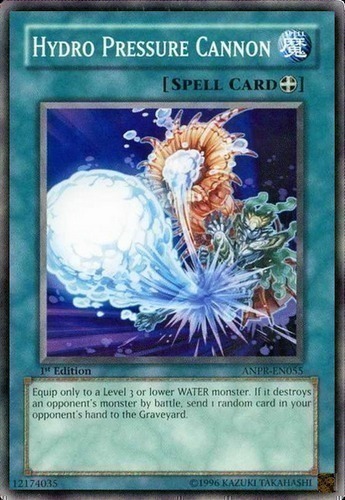 HYDRO PRESSURE CANNON 魔
[SPELL CARD]
1st Edition
ANPR-EN055
Equip only to a Level 3 or lower WATER monster. If it destroys
an opponent's monster by battle, send 1 random card in your
opponent's hand to the Graveyard.
12174035
©1996 KAZUKI TAKAHASHI